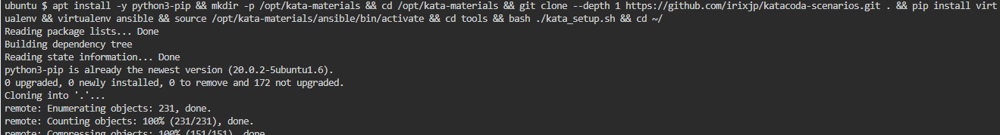 ubuntu $ apt install -y python3-pip && mkdir -p /opt/kata-materials && cd /opt/kata-materials && git clone --depth 1 https://github.com/irixjp/katacoda-scenarios.git . && pip install virt
ualenv && virtualenv ansible && source /opt/kata-materials/ansible/bin/activate && cd tools && bash ./kata_setup.sh && cd ~/
Reading package lists... Done
Building dependency tree
Reading state information... Done
python3-pip is already the newest version (20.0.2-5ubuntu1.6).
0 upgraded, 0 newly installed, 0 to remove and 172 not upgraded.
Cloning into '.'...
remote: Enumerating objects: 231, done.
remote: Counting objects: 100% (231/231), done.
remote: Compressing objects: 100% (151/151), done.